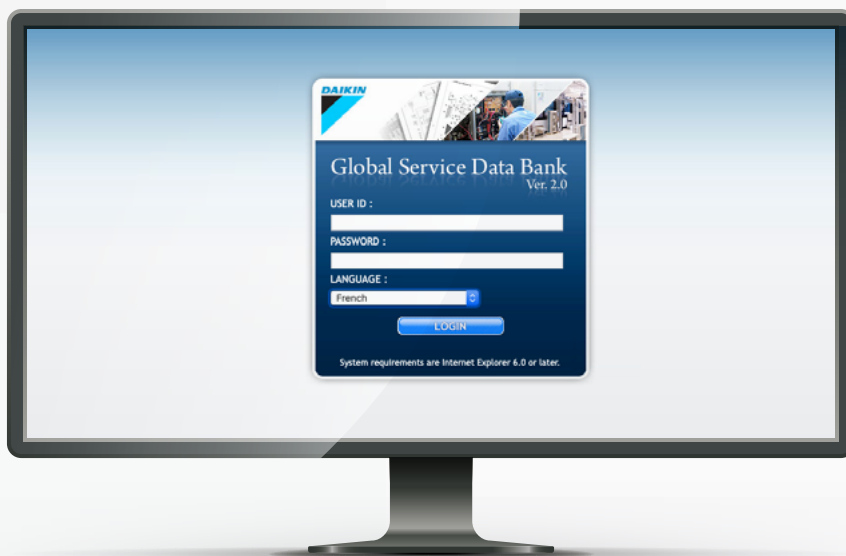 DAIKIN
Global Service Data Bank
Ver. 2.0
USER ID :
PASSWORD :
LANGUAGE :
French
LOGIN
System requirements are Internet Explorer 6.0 or later.